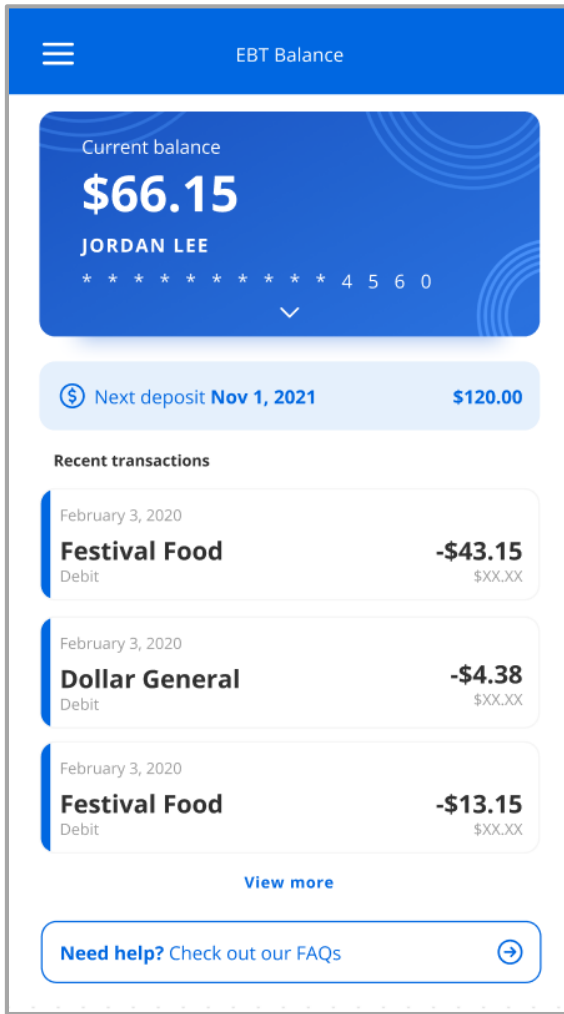 EBT Balance
Current balance
$66.15
JORDAN LEE
* * * * * * * * * * 4 5 6 0
Next deposit Nov 1, 2021 $120.00
Recent transactions
February 3, 2020
Festival Food -$43.15
Debit $XX.XX
February 3, 2020
Dollar General -$4.38
Debit $XX.XX
February 3, 2020
Festival Food -$13.15
Debit $XX.XX
View more
Need help? Check out our FAQs